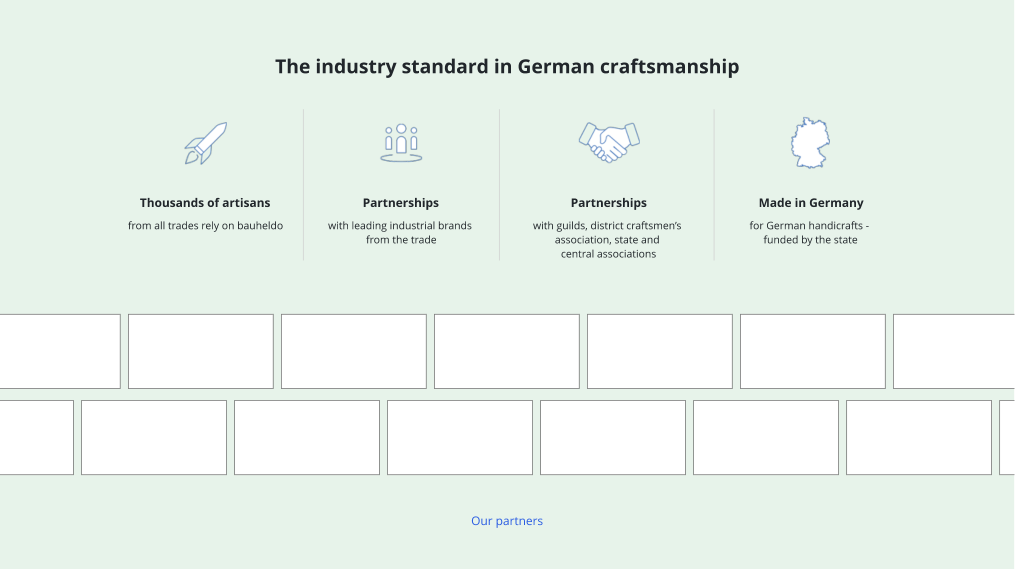 The industry standard in German craftsmanship
Thousands of artisans
from all trades rely on bauheldo
Partnerships
with leading industrial brands
from the trade
Partnerships
with guilds, district craftsmen’s
association, state and
central associations
Made in Germany
for German handicrafts -
funded by the state
Our partners